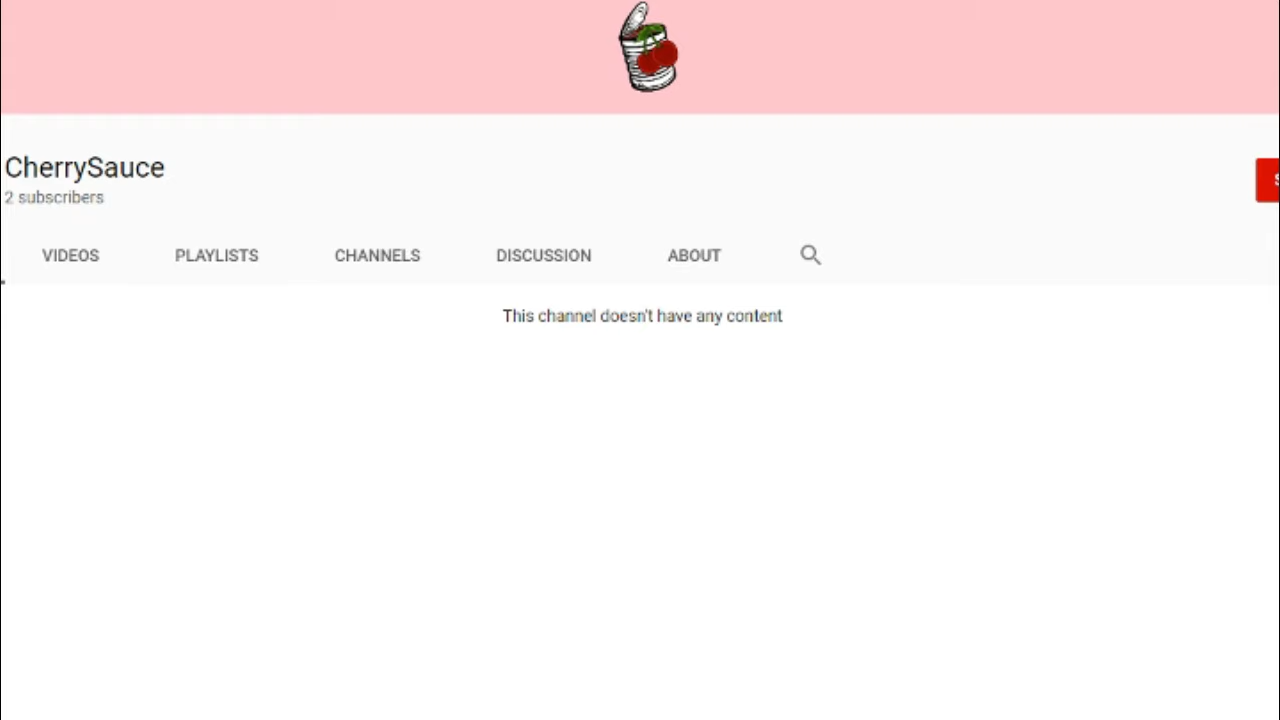 CherrySauce
2 subscribers
VIDEOS PLAYLISTS CHANNELS DISCUSSION ABOUT
This channel doesn't have any content